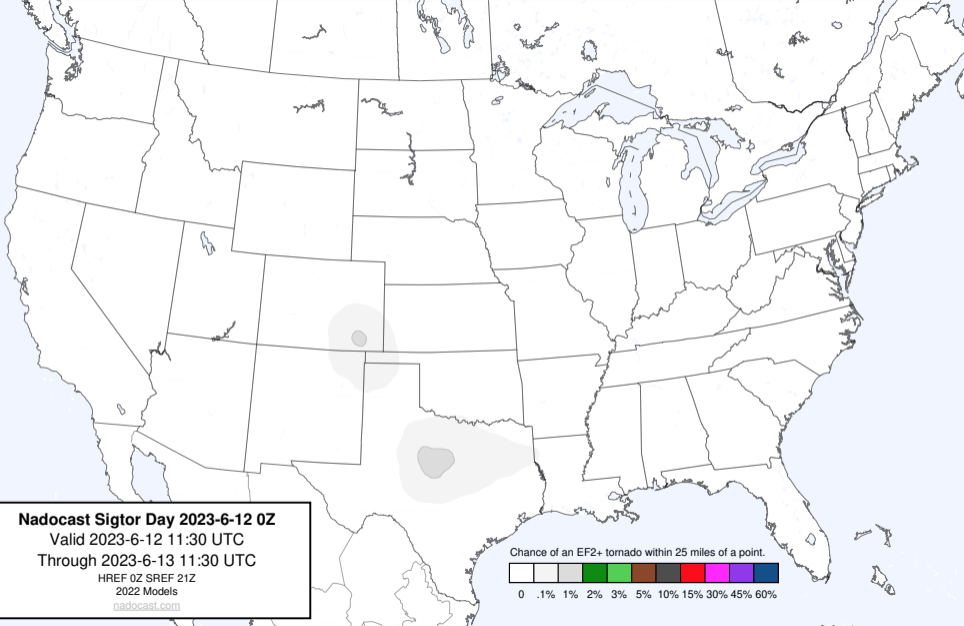 Nadocast Sigtor Day 2023-6-12 0Z
Valid 2023-6-12 11:30 UTC
Through 2023-6-13 11:30 UTC
HREF 0Z SREF 21Z
2022 Models
nadocast.com
Chance of an EF2+ tornado within 25 miles of a point.
0 .1% 1% 2% 3% 5% 10% 15% 30% 45% 60%